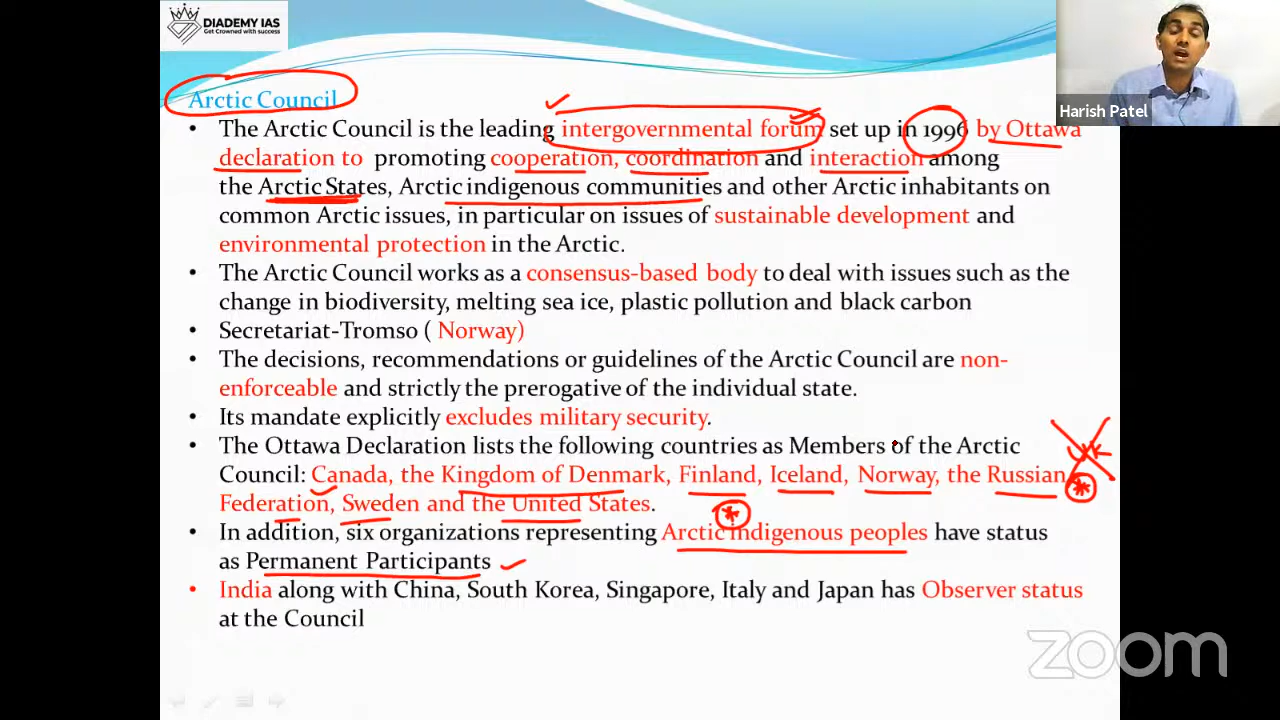 DIADEMY IAS
Get Crowned with success
Harish Patel
Arctic Council
• The Arctic Council is the leading intergovernmental forum set up in 1996 by Ottawa
declaration to promoting cooperation, coordination and interaction among
the Arctic States, Arctic indigenous communities and other Arctic inhabitants on
common Arctic issues, in particular on issues of sustainable development and
environmental protection in the Arctic.
• The Arctic Council works as a consensus-based body to deal with issues such as the
change in biodiversity, melting sea ice, plastic pollution and black carbon
• Secretariat-Tromso ( Norway)
• The decisions, recommendations or guidelines of the Arctic Council are non-
enforceable and strictly the prerogative of the individual state.
• Its mandate explicitly excludes military security.
• The Ottawa Declaration lists the following countries as Members of the Arctic
UK
Council: Canada, the Kingdom of Denmark, Finland, Iceland, Norway, the Russian
Federation, Sweden and the United States.
• In addition, six organizations representing Arctic indigenous peoples have status
as Permanent Participants
• India along with China, South Korea, Singapore, Italy and Japan has Observer status
at the Council
zoom